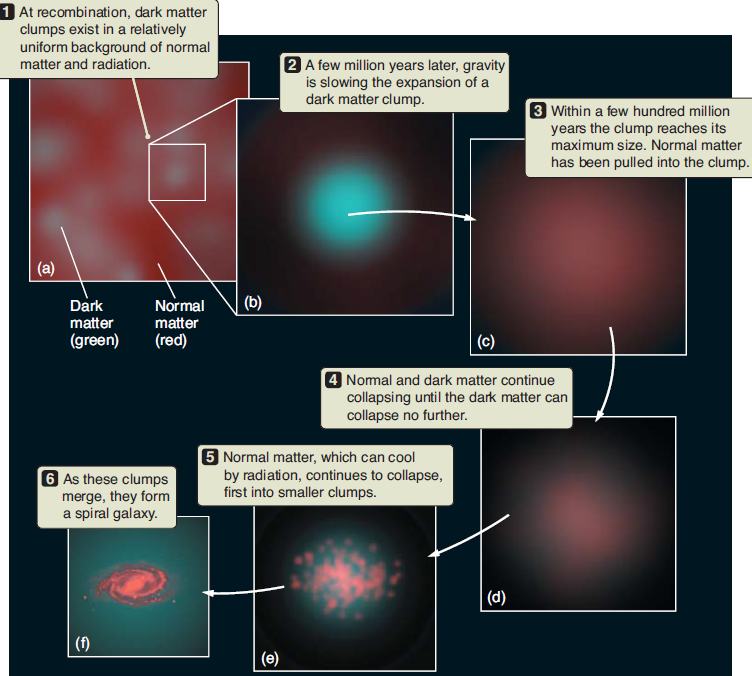 1 At recombination, dark matter
clumps exist in a relatively
uniform background of normal
matter and radiation.
2 A few million years later, gravity
is slowing the expansion of a
dark matter clump.
3 Within a few hundred million
years the clump reaches its
maximum size. Normal matter
has been pulled into the clump.
(a)
(b)
(c)
Dark
matter
(green)
Normal
matter
(red)
4 Normal and dark matter continue
collapsing until the dark matter can
collapse no further.
5 Normal matter, which can cool
by radiation, continues to collapse,
first into smaller clumps.
6 As these clumps
merge, they form
a spiral galaxy.
(d)
(e)
(f)